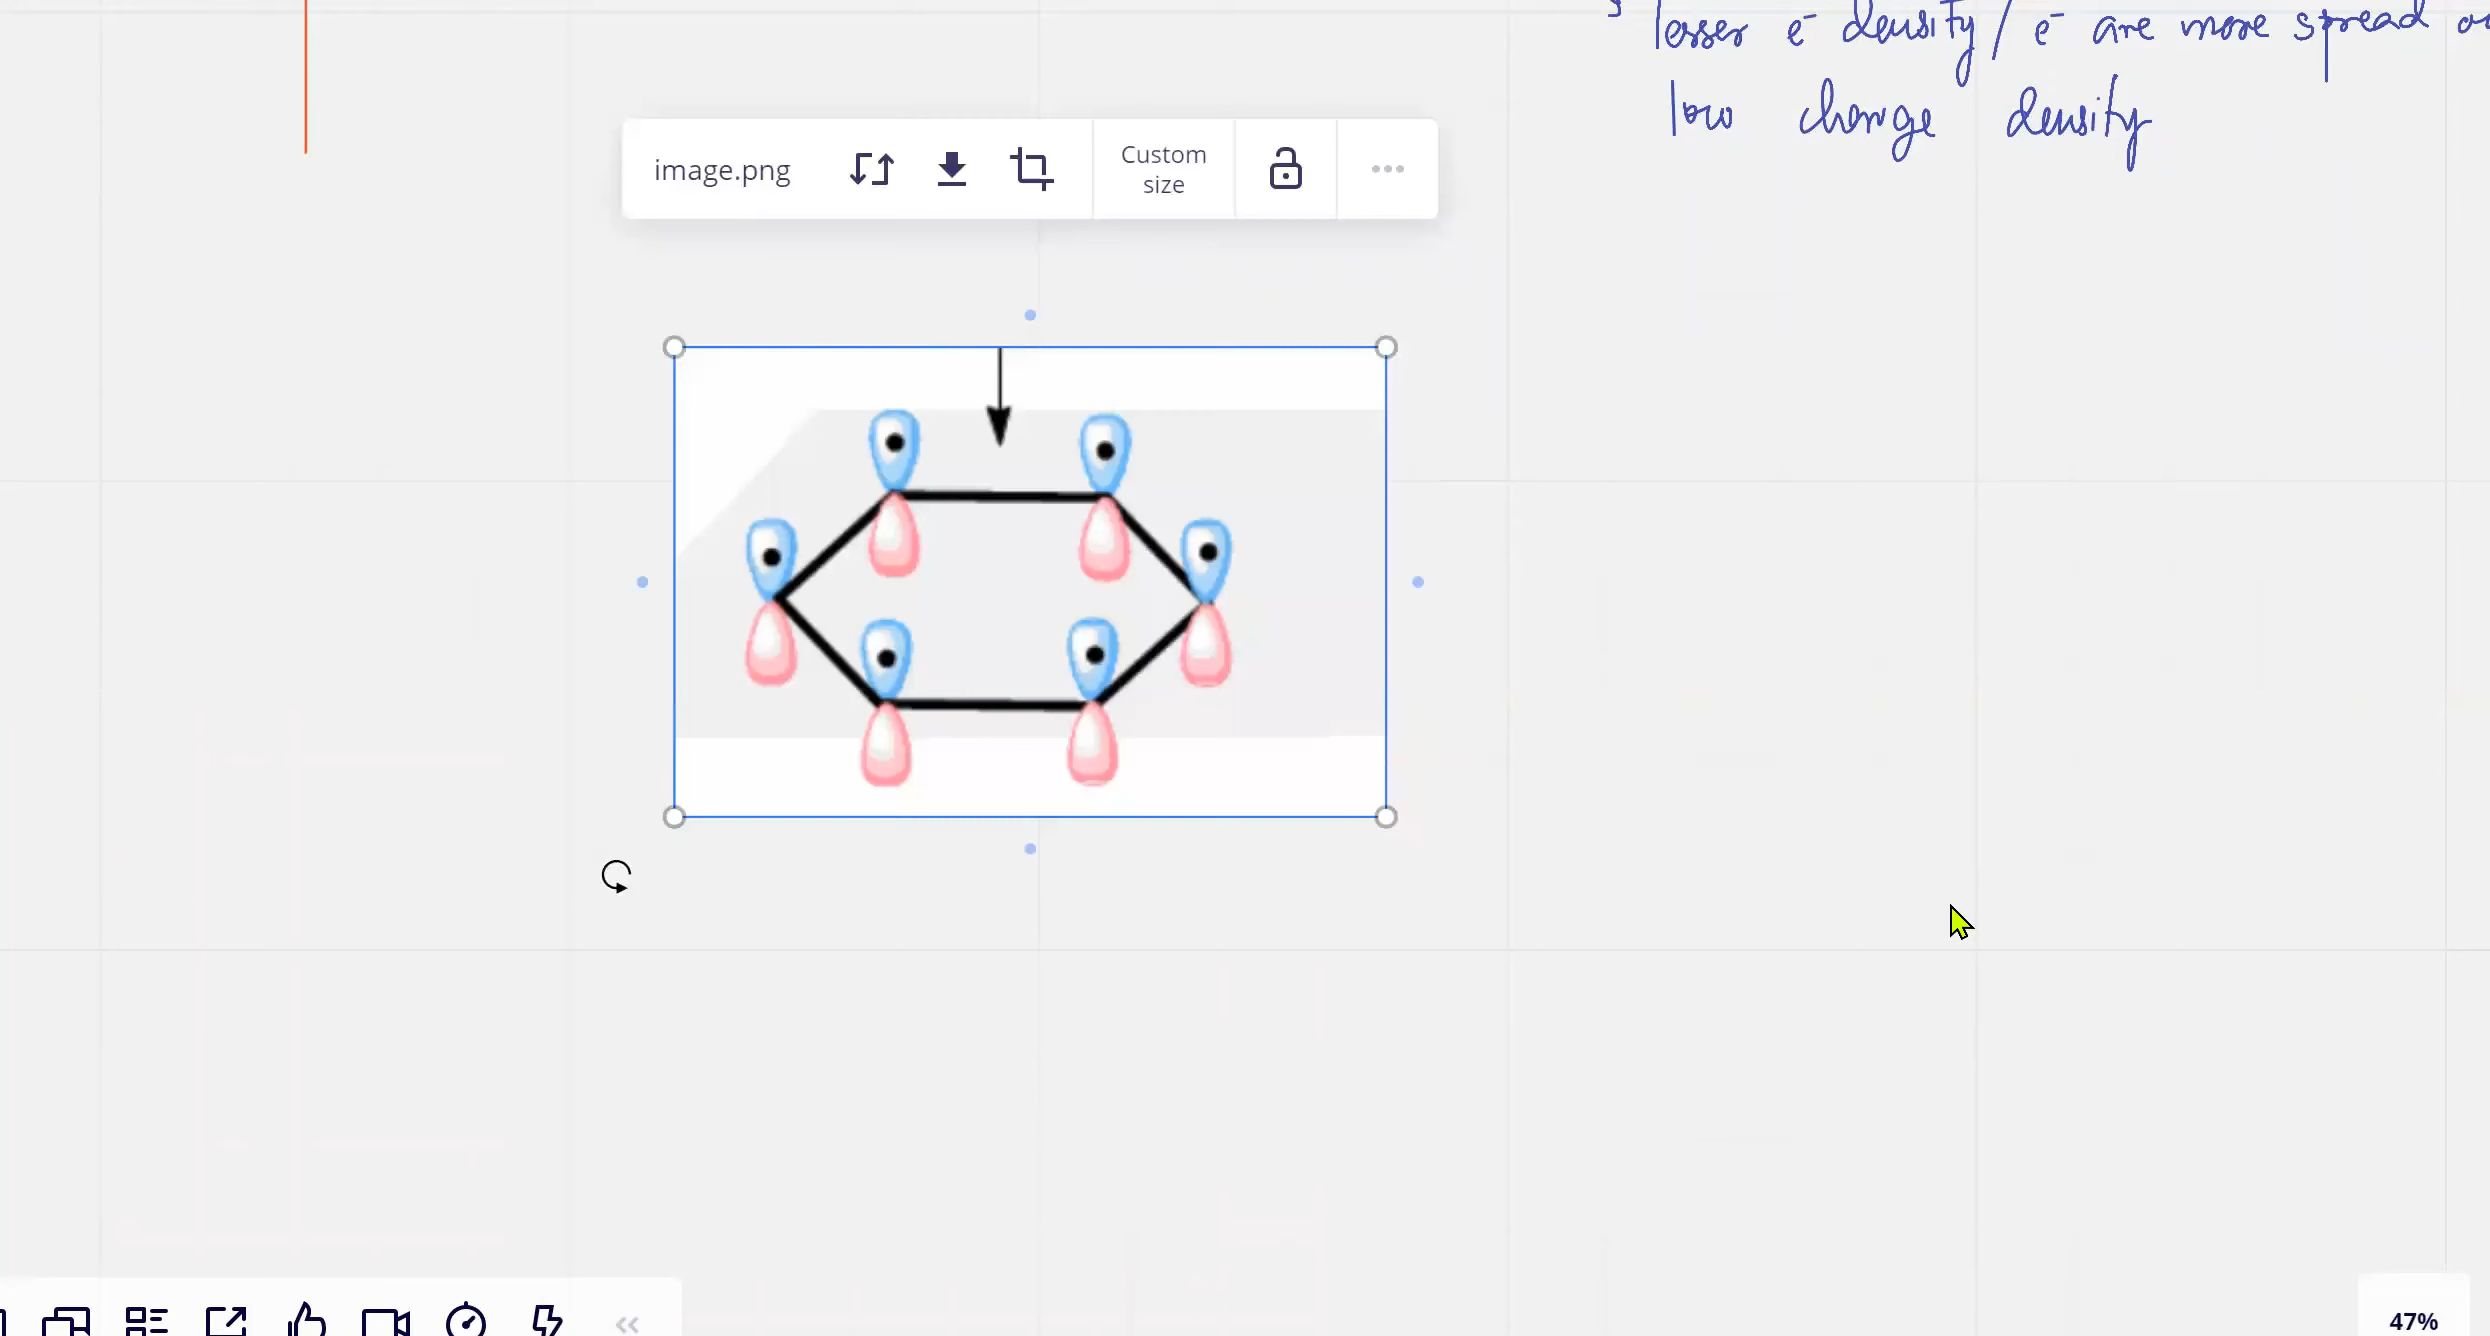 lesser e⁻ density / e⁻ are more spread
low charge density
image.png
Custom
size
47%